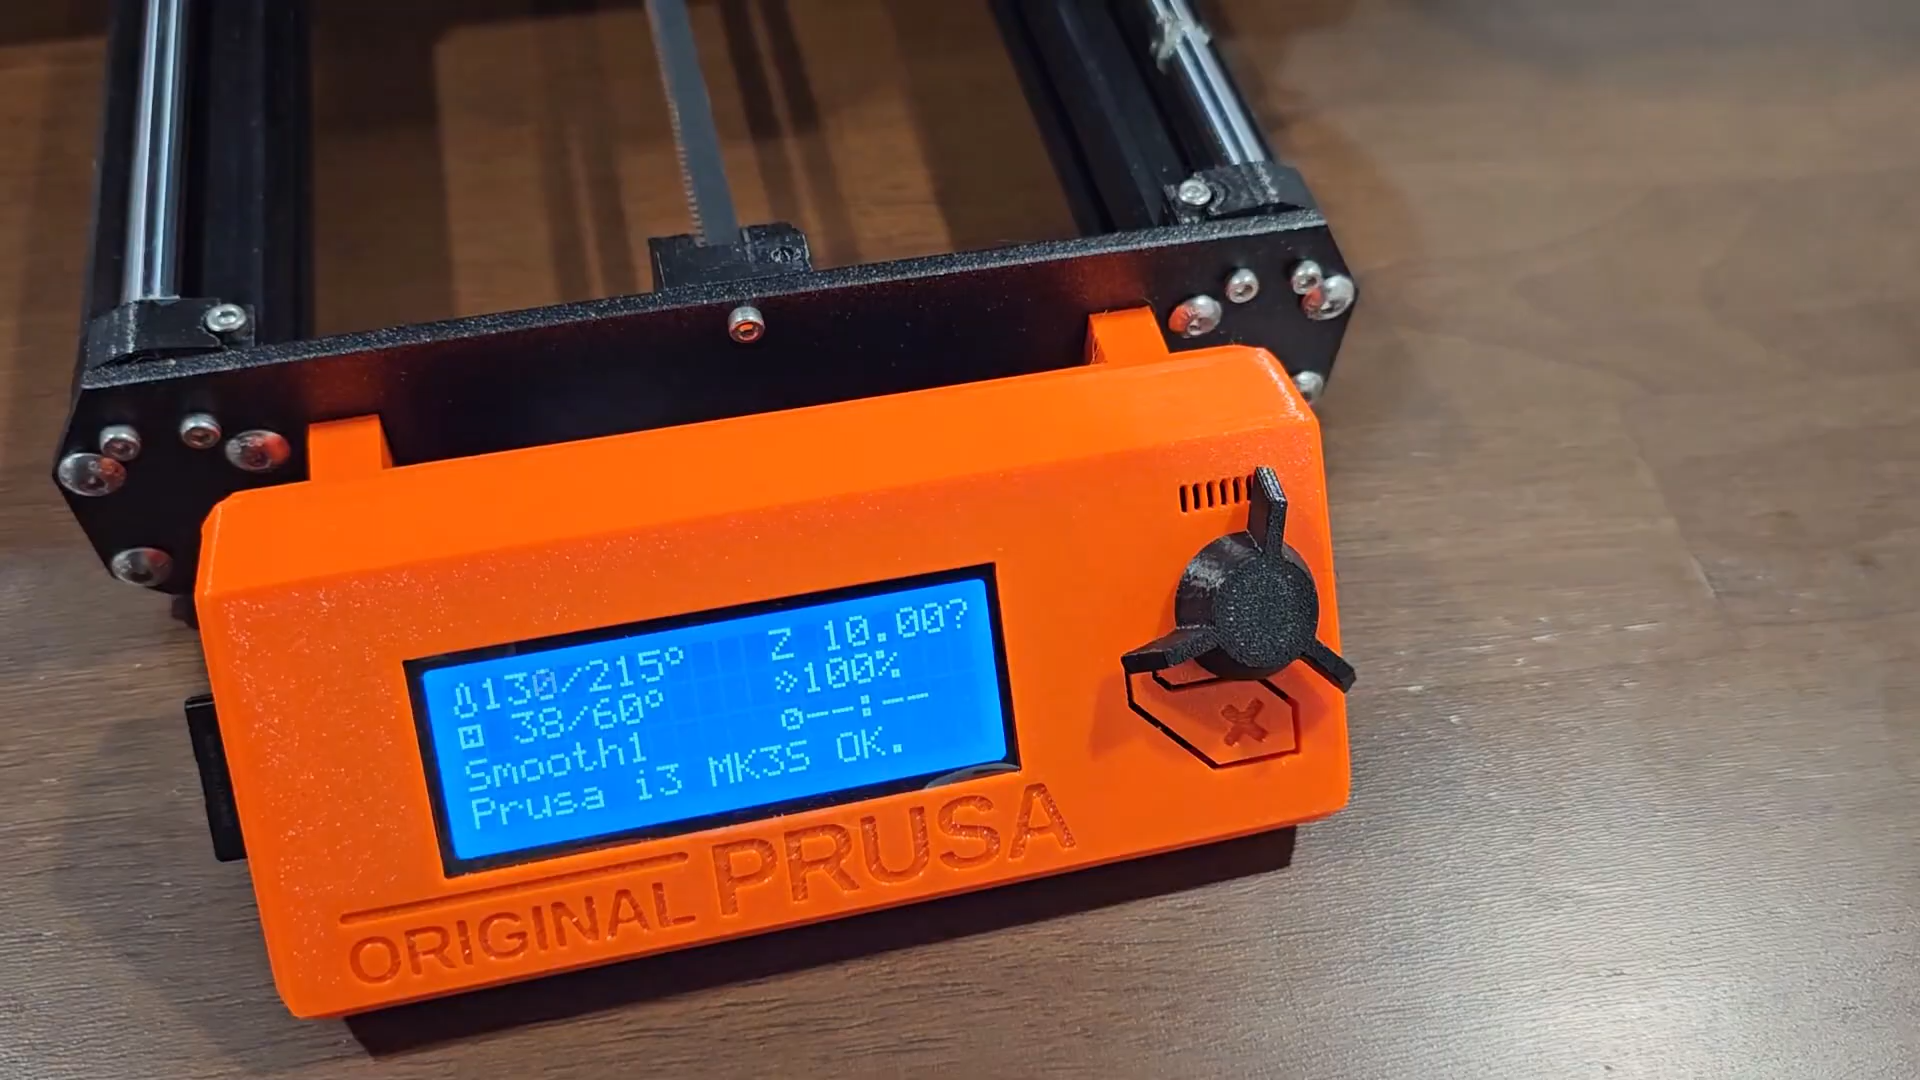 130/215° Z 10.00?
38/60° 100%
Smooth1 --:--
Prusa i3 MK3S OK.
ORIGINAL PRUSA